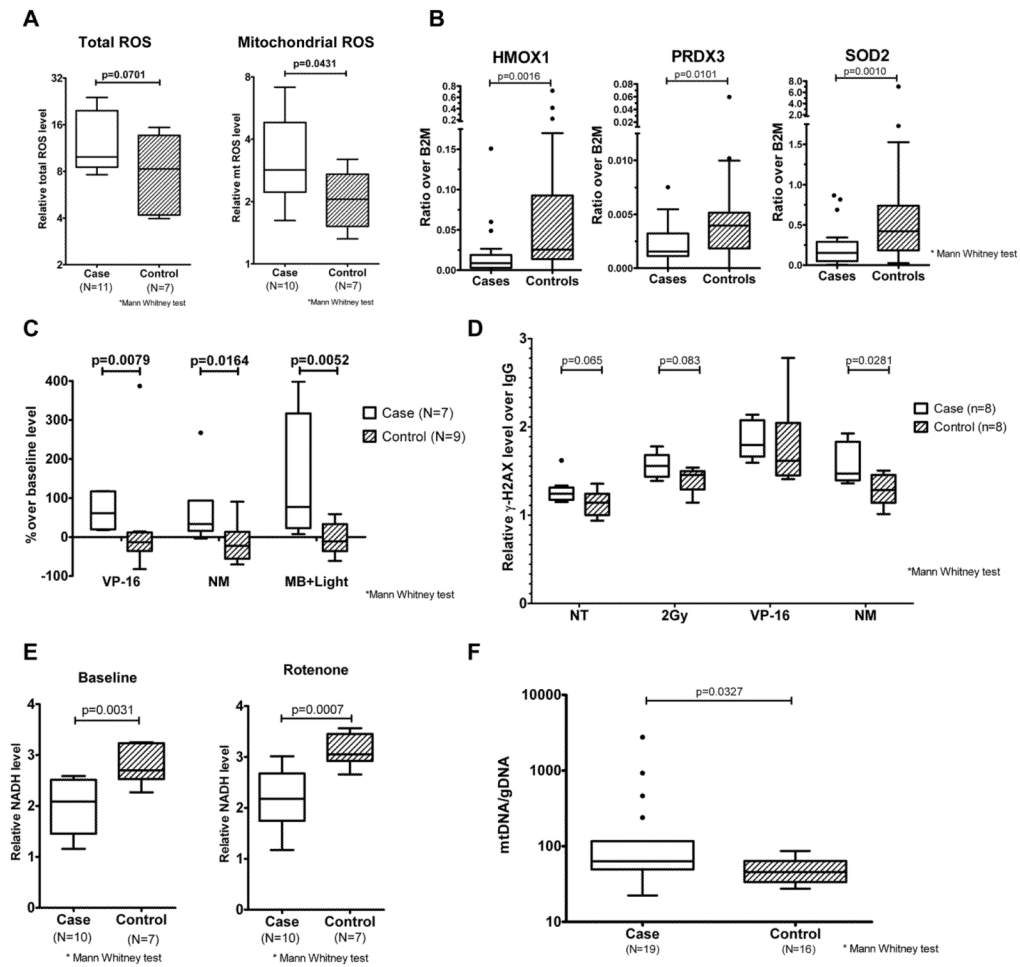 A
Total ROS
p=0.0701
Relative total ROS level
32
16
8
4
2
Case
(N=11)
Control
(N=7)
*Mann Whitney test
Mitochondrial ROS
p=0.0431
Relative mt ROS level
8
4
2
1
Case
(N=10)
Control
(N=7)
*Mann Whitney test
B
HMOX1
p=0.0016
Ratio over B2M
0.8
0.6
0.4
0.2
0.15
0.10
0.05
0.00
Cases
Controls
PRDX3
p=0.0101
Ratio over B2M
0.08
0.06
0.04
0.02
0.010
0.005
0.000
Cases
Controls
SOD2
p=0.0010
Ratio over B2M
8.0
6.0
4.0
2.0
1.5
1.0
0.5
0.0
Cases
Controls
* Mann Whitney test
C
p=0.0079
p=0.0164
p=0.0052
%over baseline level
400
300
200
100
0
-100
VP-16
NM
MB+Light
Case (N=7)
Control (N=9)
*Mann Whitney test
D
Relative γ-H2AX level over IgG
3
2
1
0
p=0.065
p=0.083
p=0.0281
NT
2Gy
VP-16
NM
Case (n=8)
Control (n=8)
*Mann Whitney test
E
Baseline
p=0.0031
Relative NADH level
4
3
2
1
0
Case
(N=10)
Control
(N=7)
* Mann Whitney test
Rotenone
p=0.0007
Relative NADH level
4
3
2
1
0
Case
(N=10)
Control
(N=7)
* Mann Whitney test
F
p=0.0327
mtDNA/gDNA
10000
1000
100
10
Case
(N=19)
Control
(N=16)
* Mann Whitney test